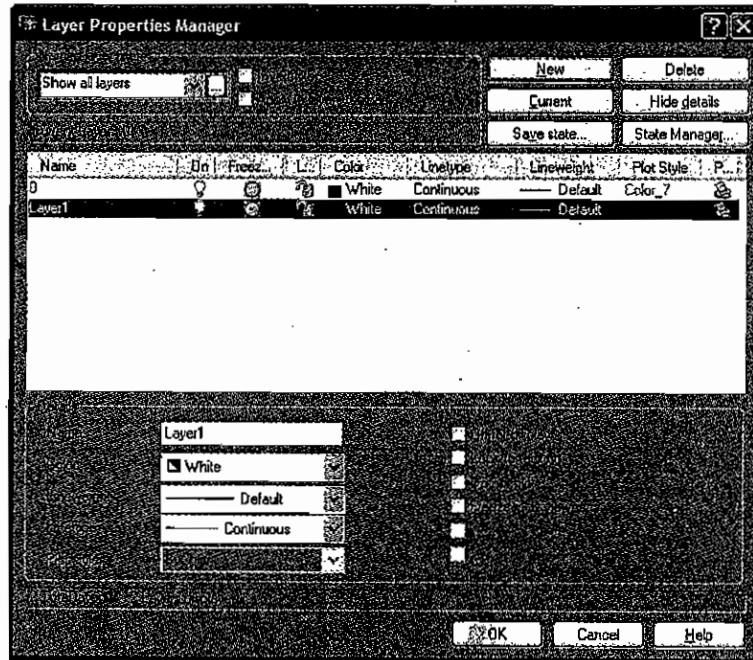 Layer Properties Manager
Show all layers
...
New
Delete
Current
Hide details
Save state...
State Manager...
Name On Freez... L... Color Linetype Lineweight Plot Style P...
0 White Continuous Default Color_7
Layer1 White Continuous Default
Layer1
White
Default
Continuous
OK
Cancel
Help